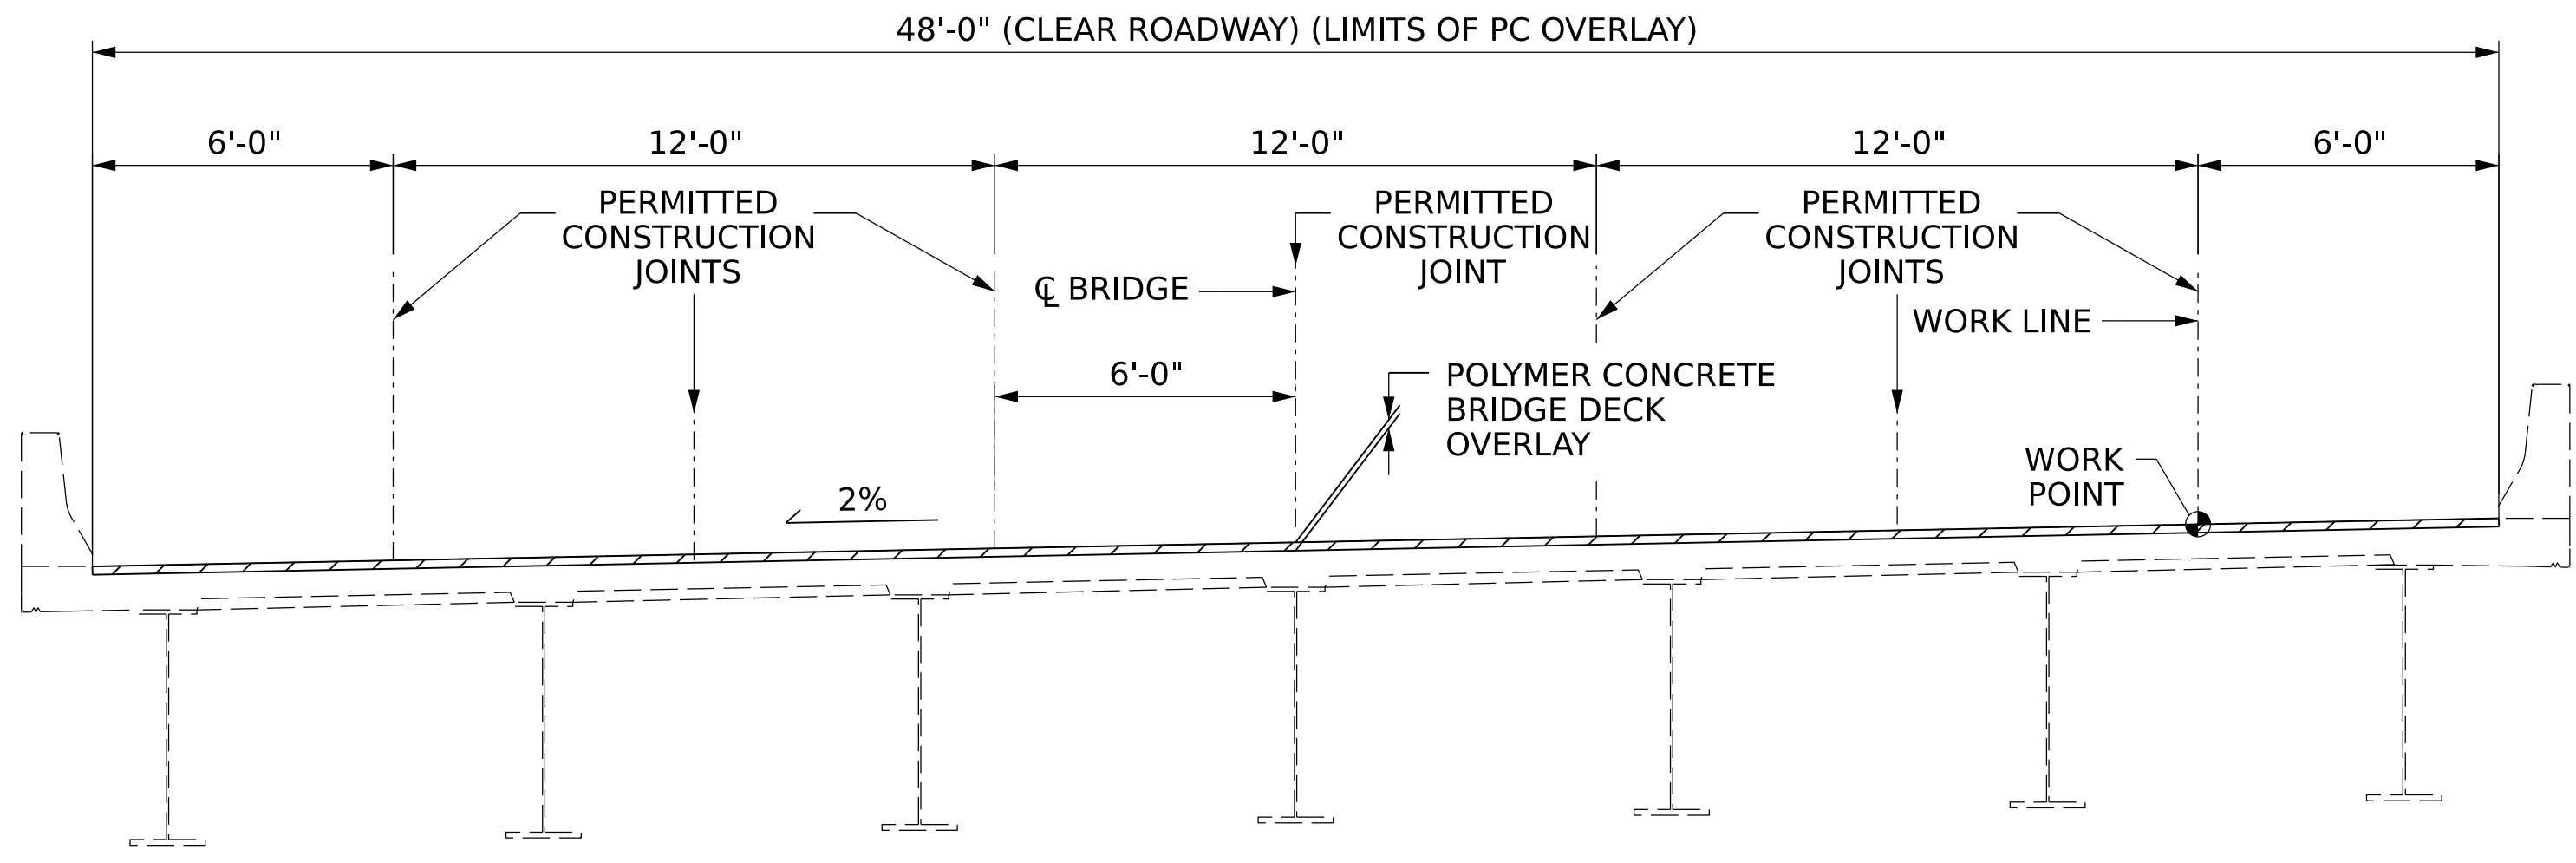 48'-0" (CLEAR ROADWAY) (LIMITS OF PC OVERLAY)
6'-0"
12'-0"
12'-0"
12'-0"
6'-0"
PERMITTED
CONSTRUCTION
JOINTS
PERMITTED
CONSTRUCTION
JOINT
PERMITTED
CONSTRUCTION
JOINTS
℄ BRIDGE
WORK LINE
6'-0"
POLYMER CONCRETE
BRIDGE DECK
OVERLAY
WORK
POINT
2%